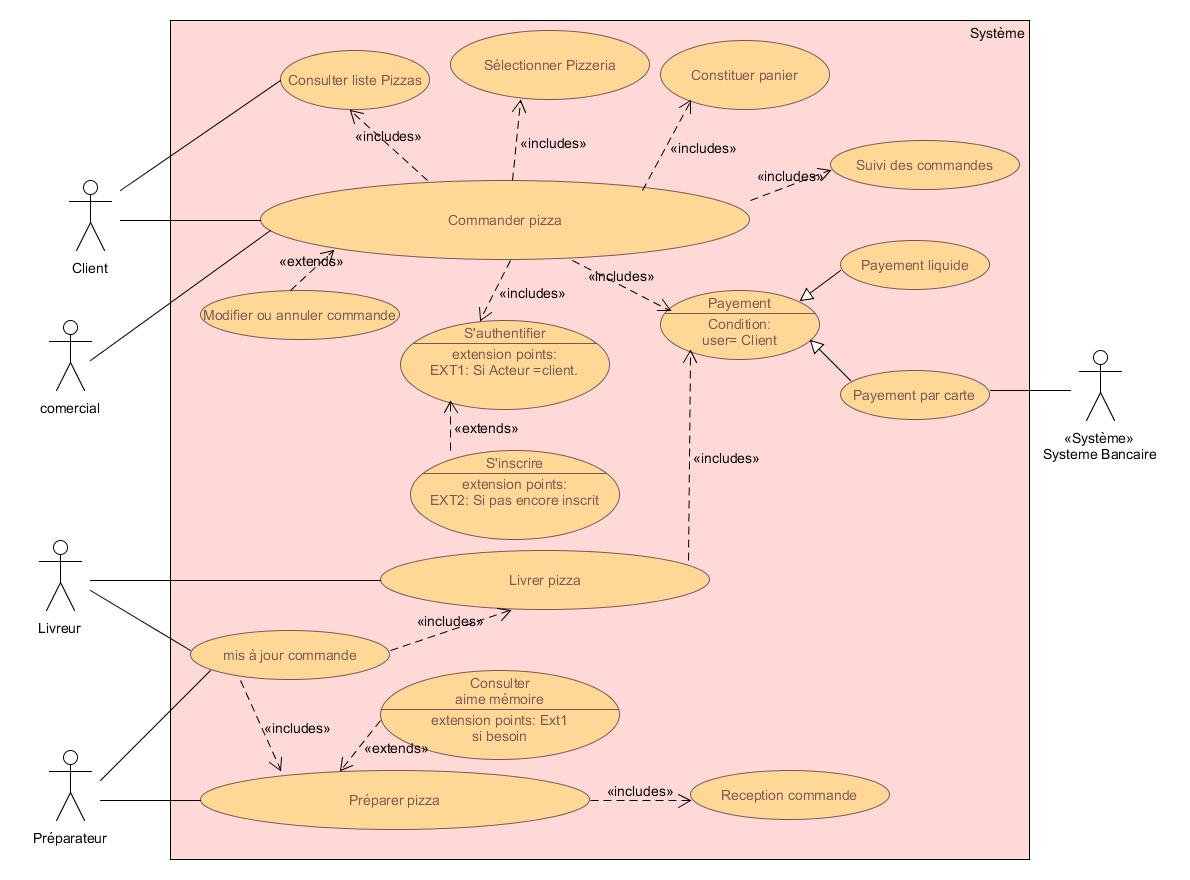 Système
Consulter liste Pizzas
Sélectionner Pizzeria
Constituer panier
«includes»
«includes»
«includes»
Suivi des commandes
«includes»
Commander pizza
Client
«extends»
«includes»
«includes»
Payement liquide
Modifier ou annuler commande
Payement
Condition:
user= Client
S'authentifier
extension points:
EXT1: Si Acteur =client.
Payement par carte
comercial
«Système»
Systeme Bancaire
«extends»
«includes»
S'inscrire
extension points:
EXT2: Si pas encore inscrit
Livrer pizza
Livreur
«includes»
mis à jour commande
Consulter
aime mémoire
extension points: Ext1
si besoin
«includes»
«extends»
Préparer pizza
«includes»
Reception commande
Préparateur